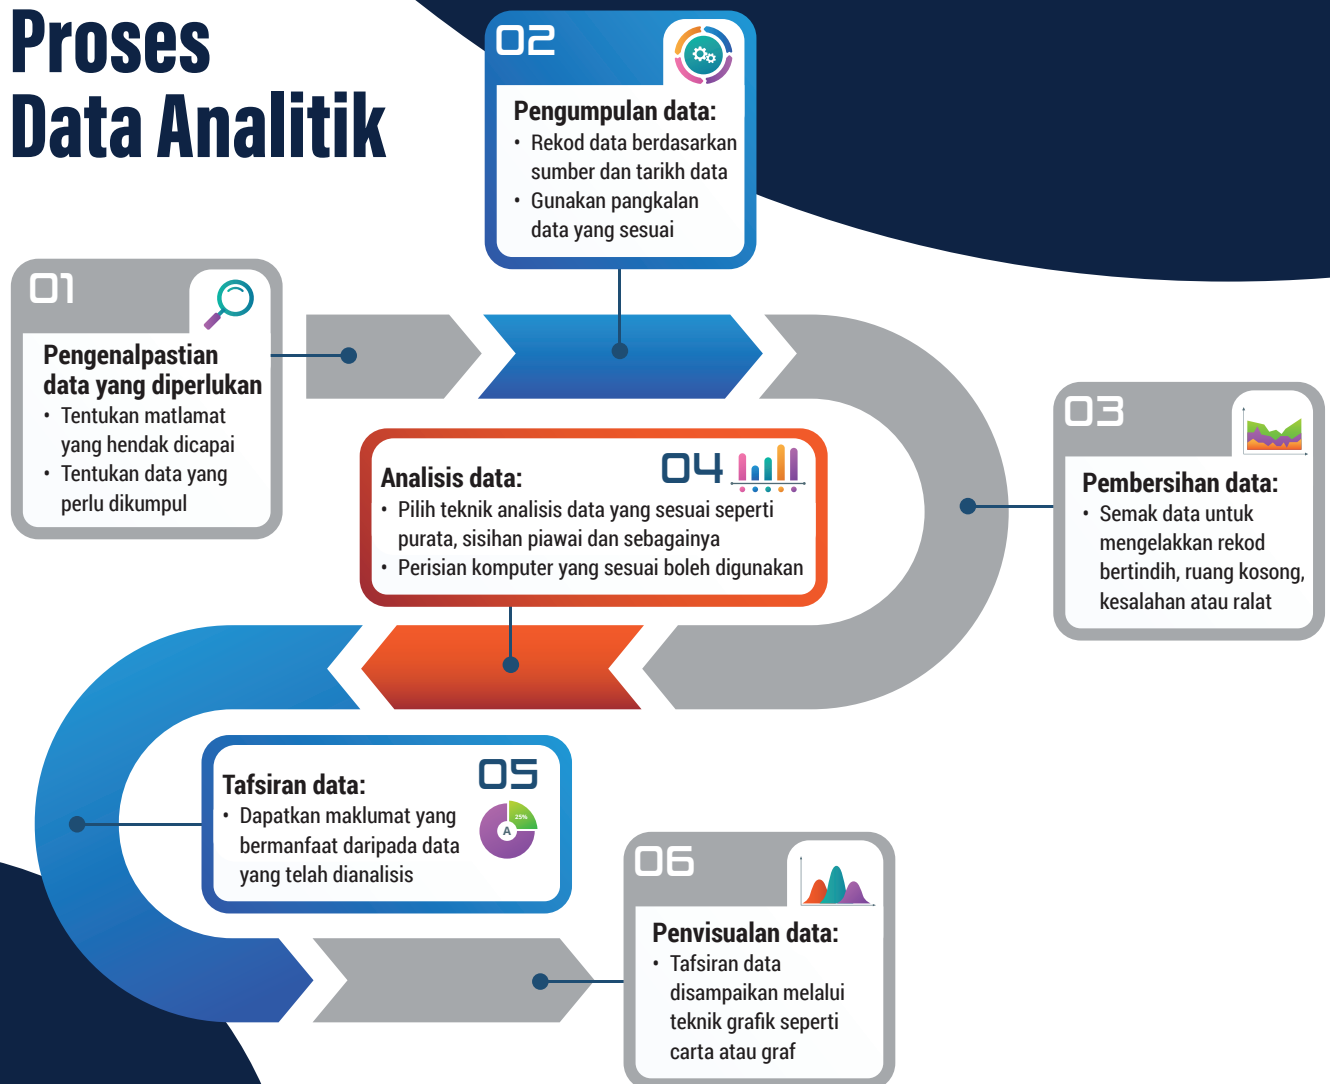 Proses
Data Analitik
01
Pengenalpastian
data yang diperlukan
• Tentukan matlamat
yang hendak dicapai
• Tentukan data yang
perlu dikumpul
02
Pengumpulan data:
• Rekod data berdasarkan
sumber dan tarikh data
• Gunakan pangkalan
data yang sesuai
03
Pembersihan data:
• Semak data untuk
mengelakkan rekod
bertindih, ruang kosong,
kesalahan atau ralat
04
Analisis data:
• Pilih teknik analisis data yang sesuai seperti
purata, sisihan piawai dan sebagainya
• Perisian komputer yang sesuai boleh digunakan
05
Tafsiran data:
• Dapatkan maklumat yang
bermanfaat daripada data
yang telah dianalisis
25%
A
06
Penvisualan data:
• Tafsiran data
disampaikan melalui
teknik grafik seperti
carta atau graf